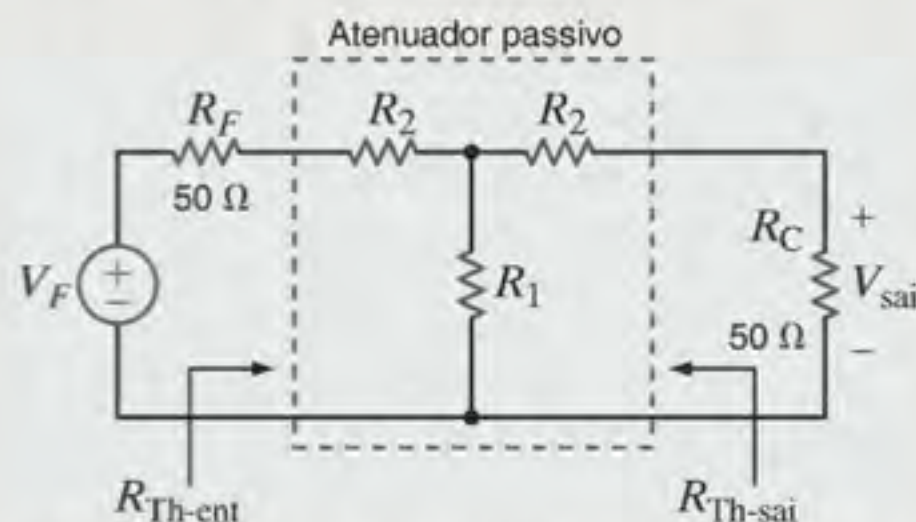 Atenuador passivo
R_F
R_2
R_2
50 Ω
R_C
+
V_F
+
−
R_1
V_sai
50 Ω
−
R_Th-ent
R_Th-sai